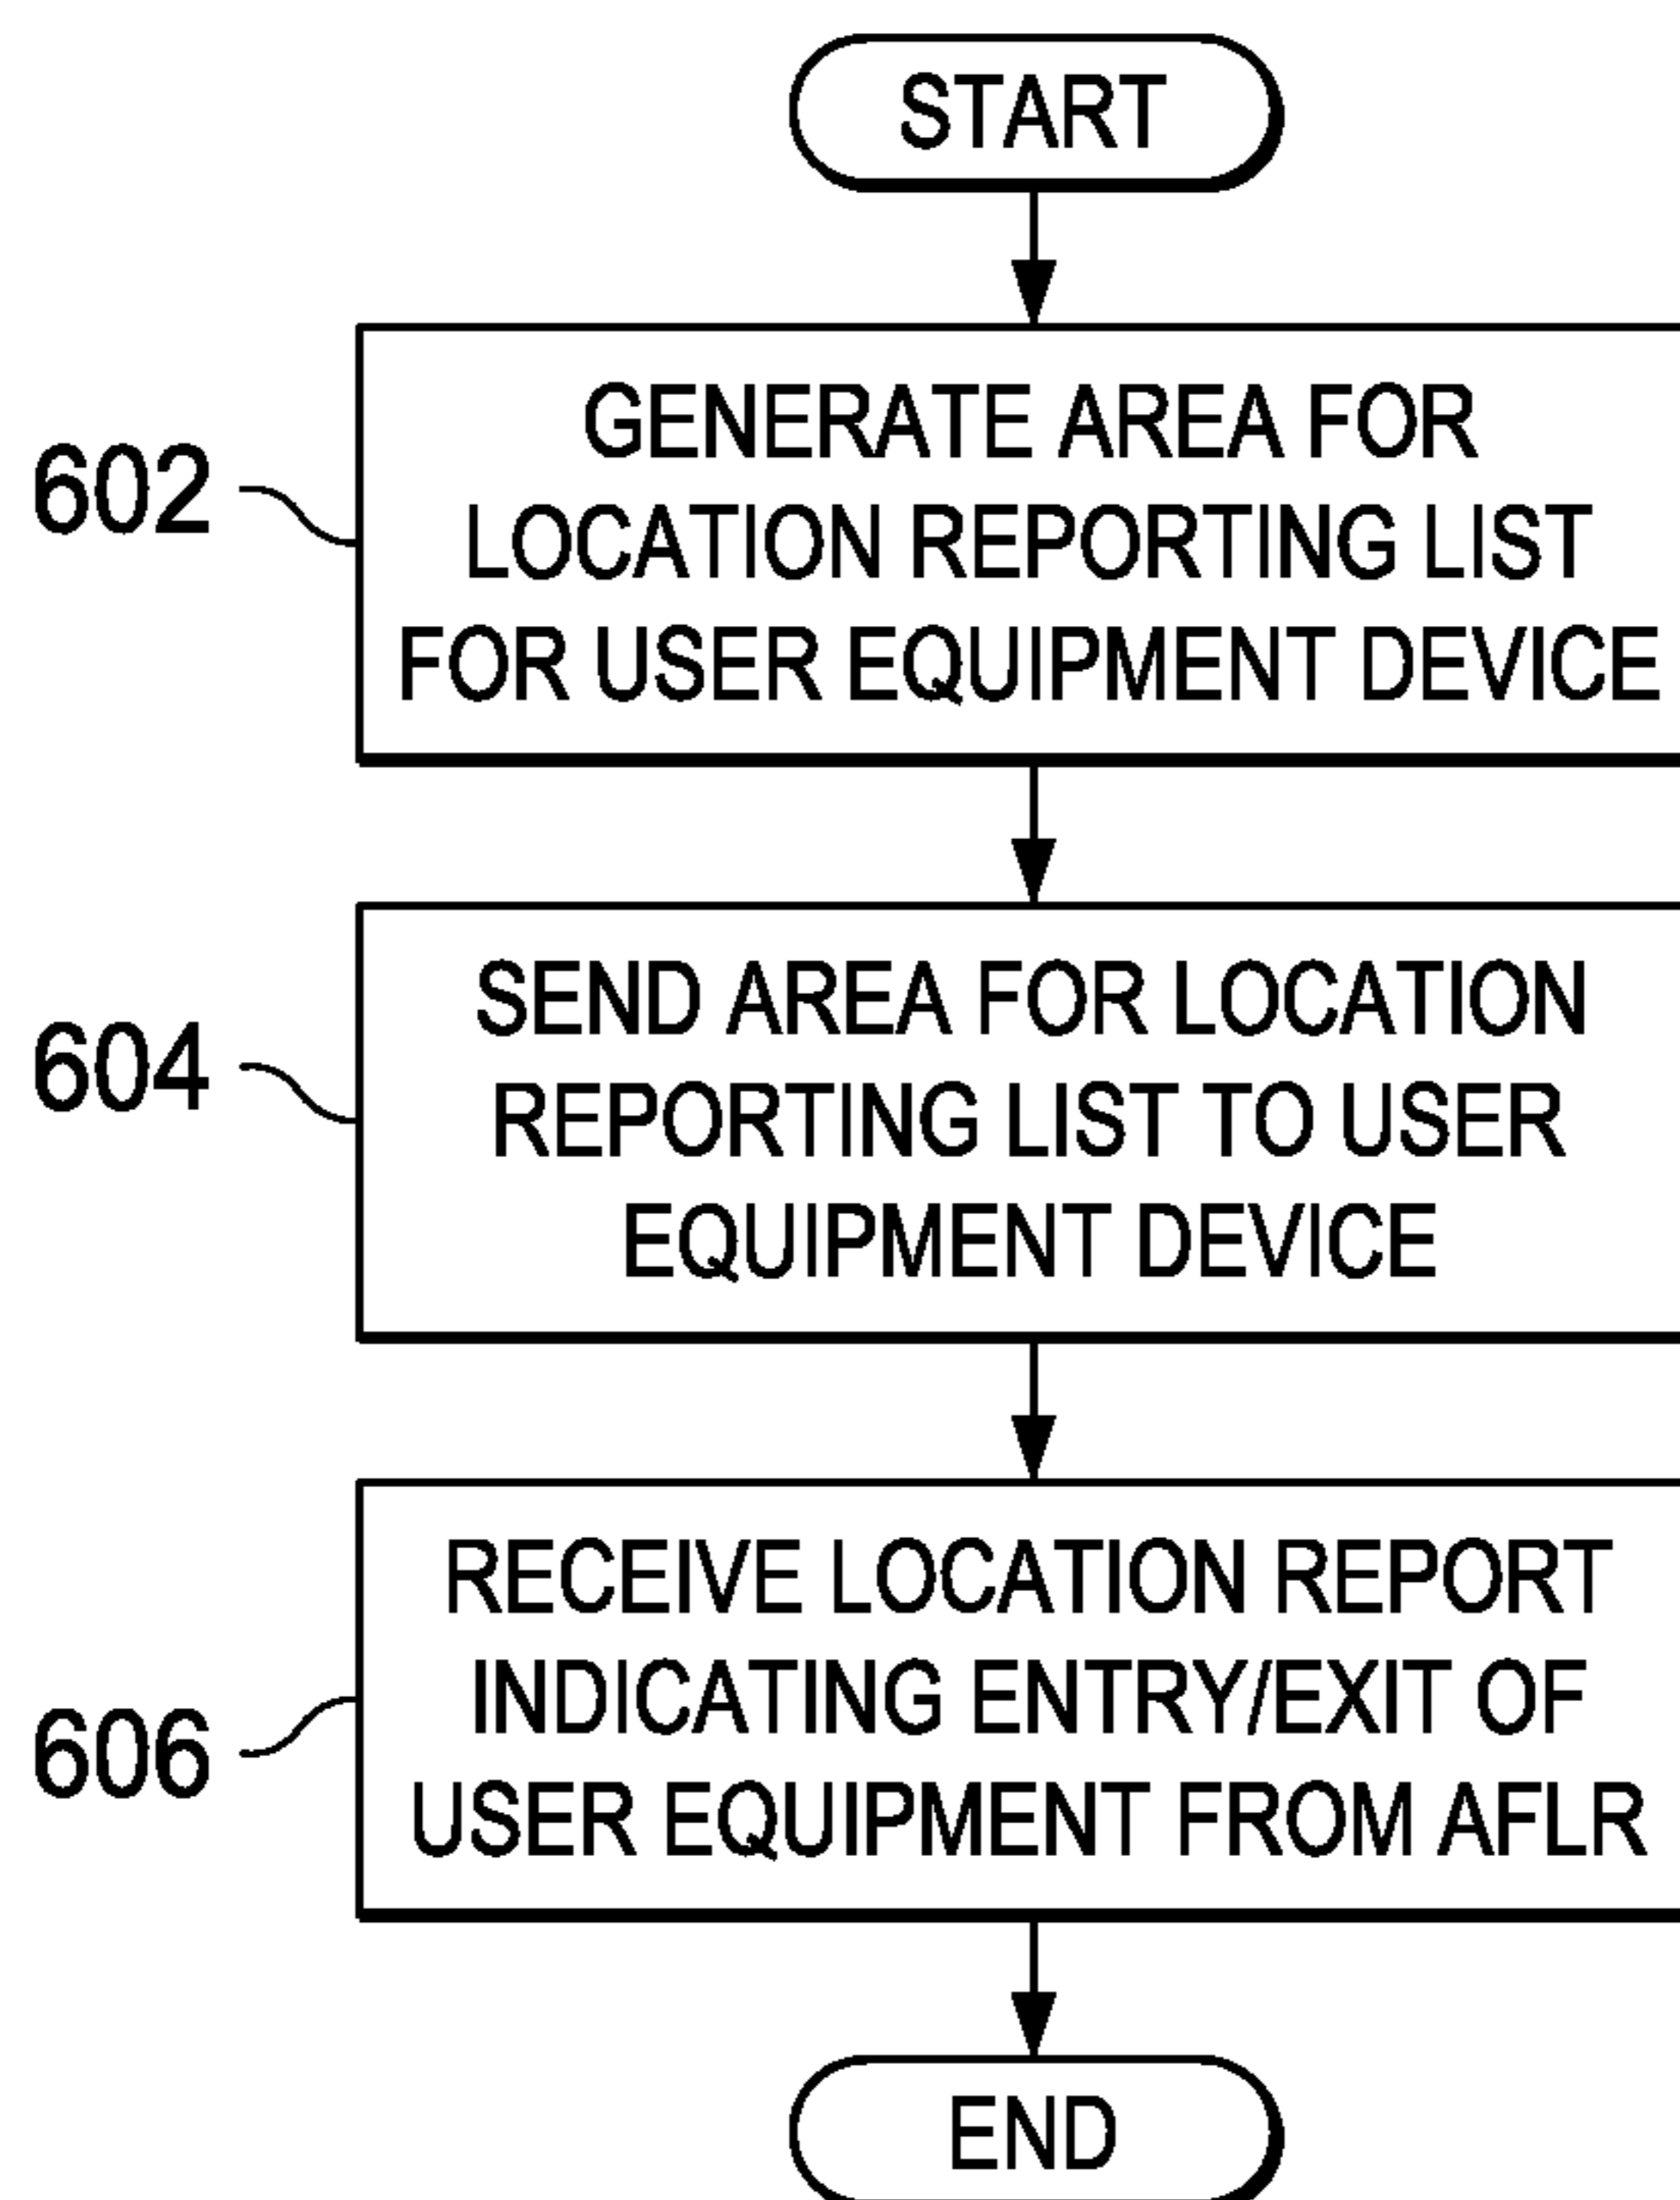 START
602
GENERATE AREA FOR
LOCATION REPORTING LIST
FOR USER EQUIPMENT DEVICE
604
SEND AREA FOR LOCATION
REPORTING LIST TO USER
EQUIPMENT DEVICE
606
RECEIVE LOCATION REPORT
INDICATING ENTRY/EXIT OF
USER EQUIPMENT FROM AFLR
END